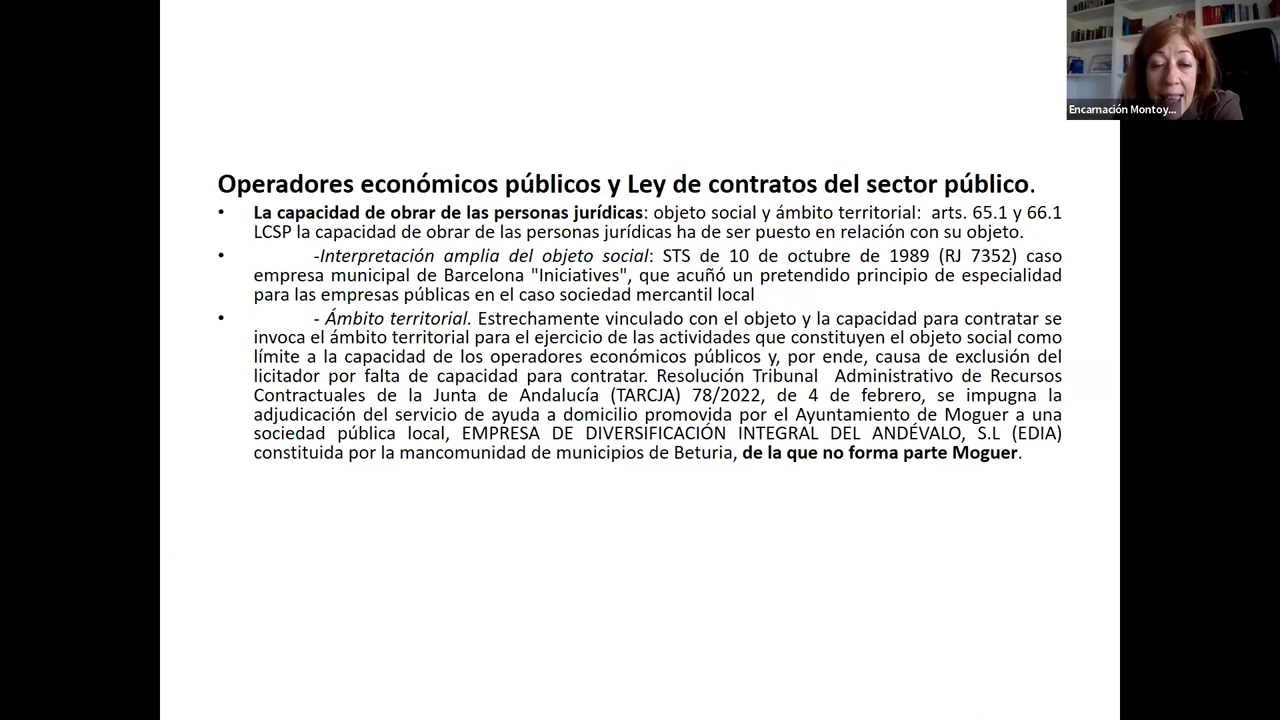 Encarnación Montoy...
Operadores económicos públicos y Ley de contratos del sector público.
• La capacidad de obrar de las personas jurídicas: objeto social y ámbito territorial: arts. 65.1 y 66.1
LCSP la capacidad de obrar de las personas jurídicas ha de ser puesto en relación con su objeto.
• -Interpretación amplia del objeto social: STS de 10 de octubre de 1989 (RJ 7352) caso
empresa municipal de Barcelona "Iniciatives", que acuñó un pretendido principio de especialidad
para las empresas públicas en el caso sociedad mercantil local
• - Ámbito territorial. Estrechamente vinculado con el objeto y la capacidad para contratar se
invoca el ámbito territorial para el ejercicio de las actividades que constituyen el objeto social como
límite a la capacidad de los operadores económicos públicos y, por ende, causa de exclusión del
licitador por falta de capacidad para contratar. Resolución Tribunal Administrativo de Recursos
Contractuales de la Junta de Andalucía (TARCJA) 78/2022, de 4 de febrero, se impugna la
adjudicación del servicio de ayuda a domicilio promovida por el Ayuntamiento de Moguer a una
sociedad pública local, EMPRESA DE DIVERSIFICACIÓN INTEGRAL DEL ANDÉVALO, S.L (EDIA)
constituida por la mancomunidad de municipios de Beturia, de la que no forma parte Moguer.